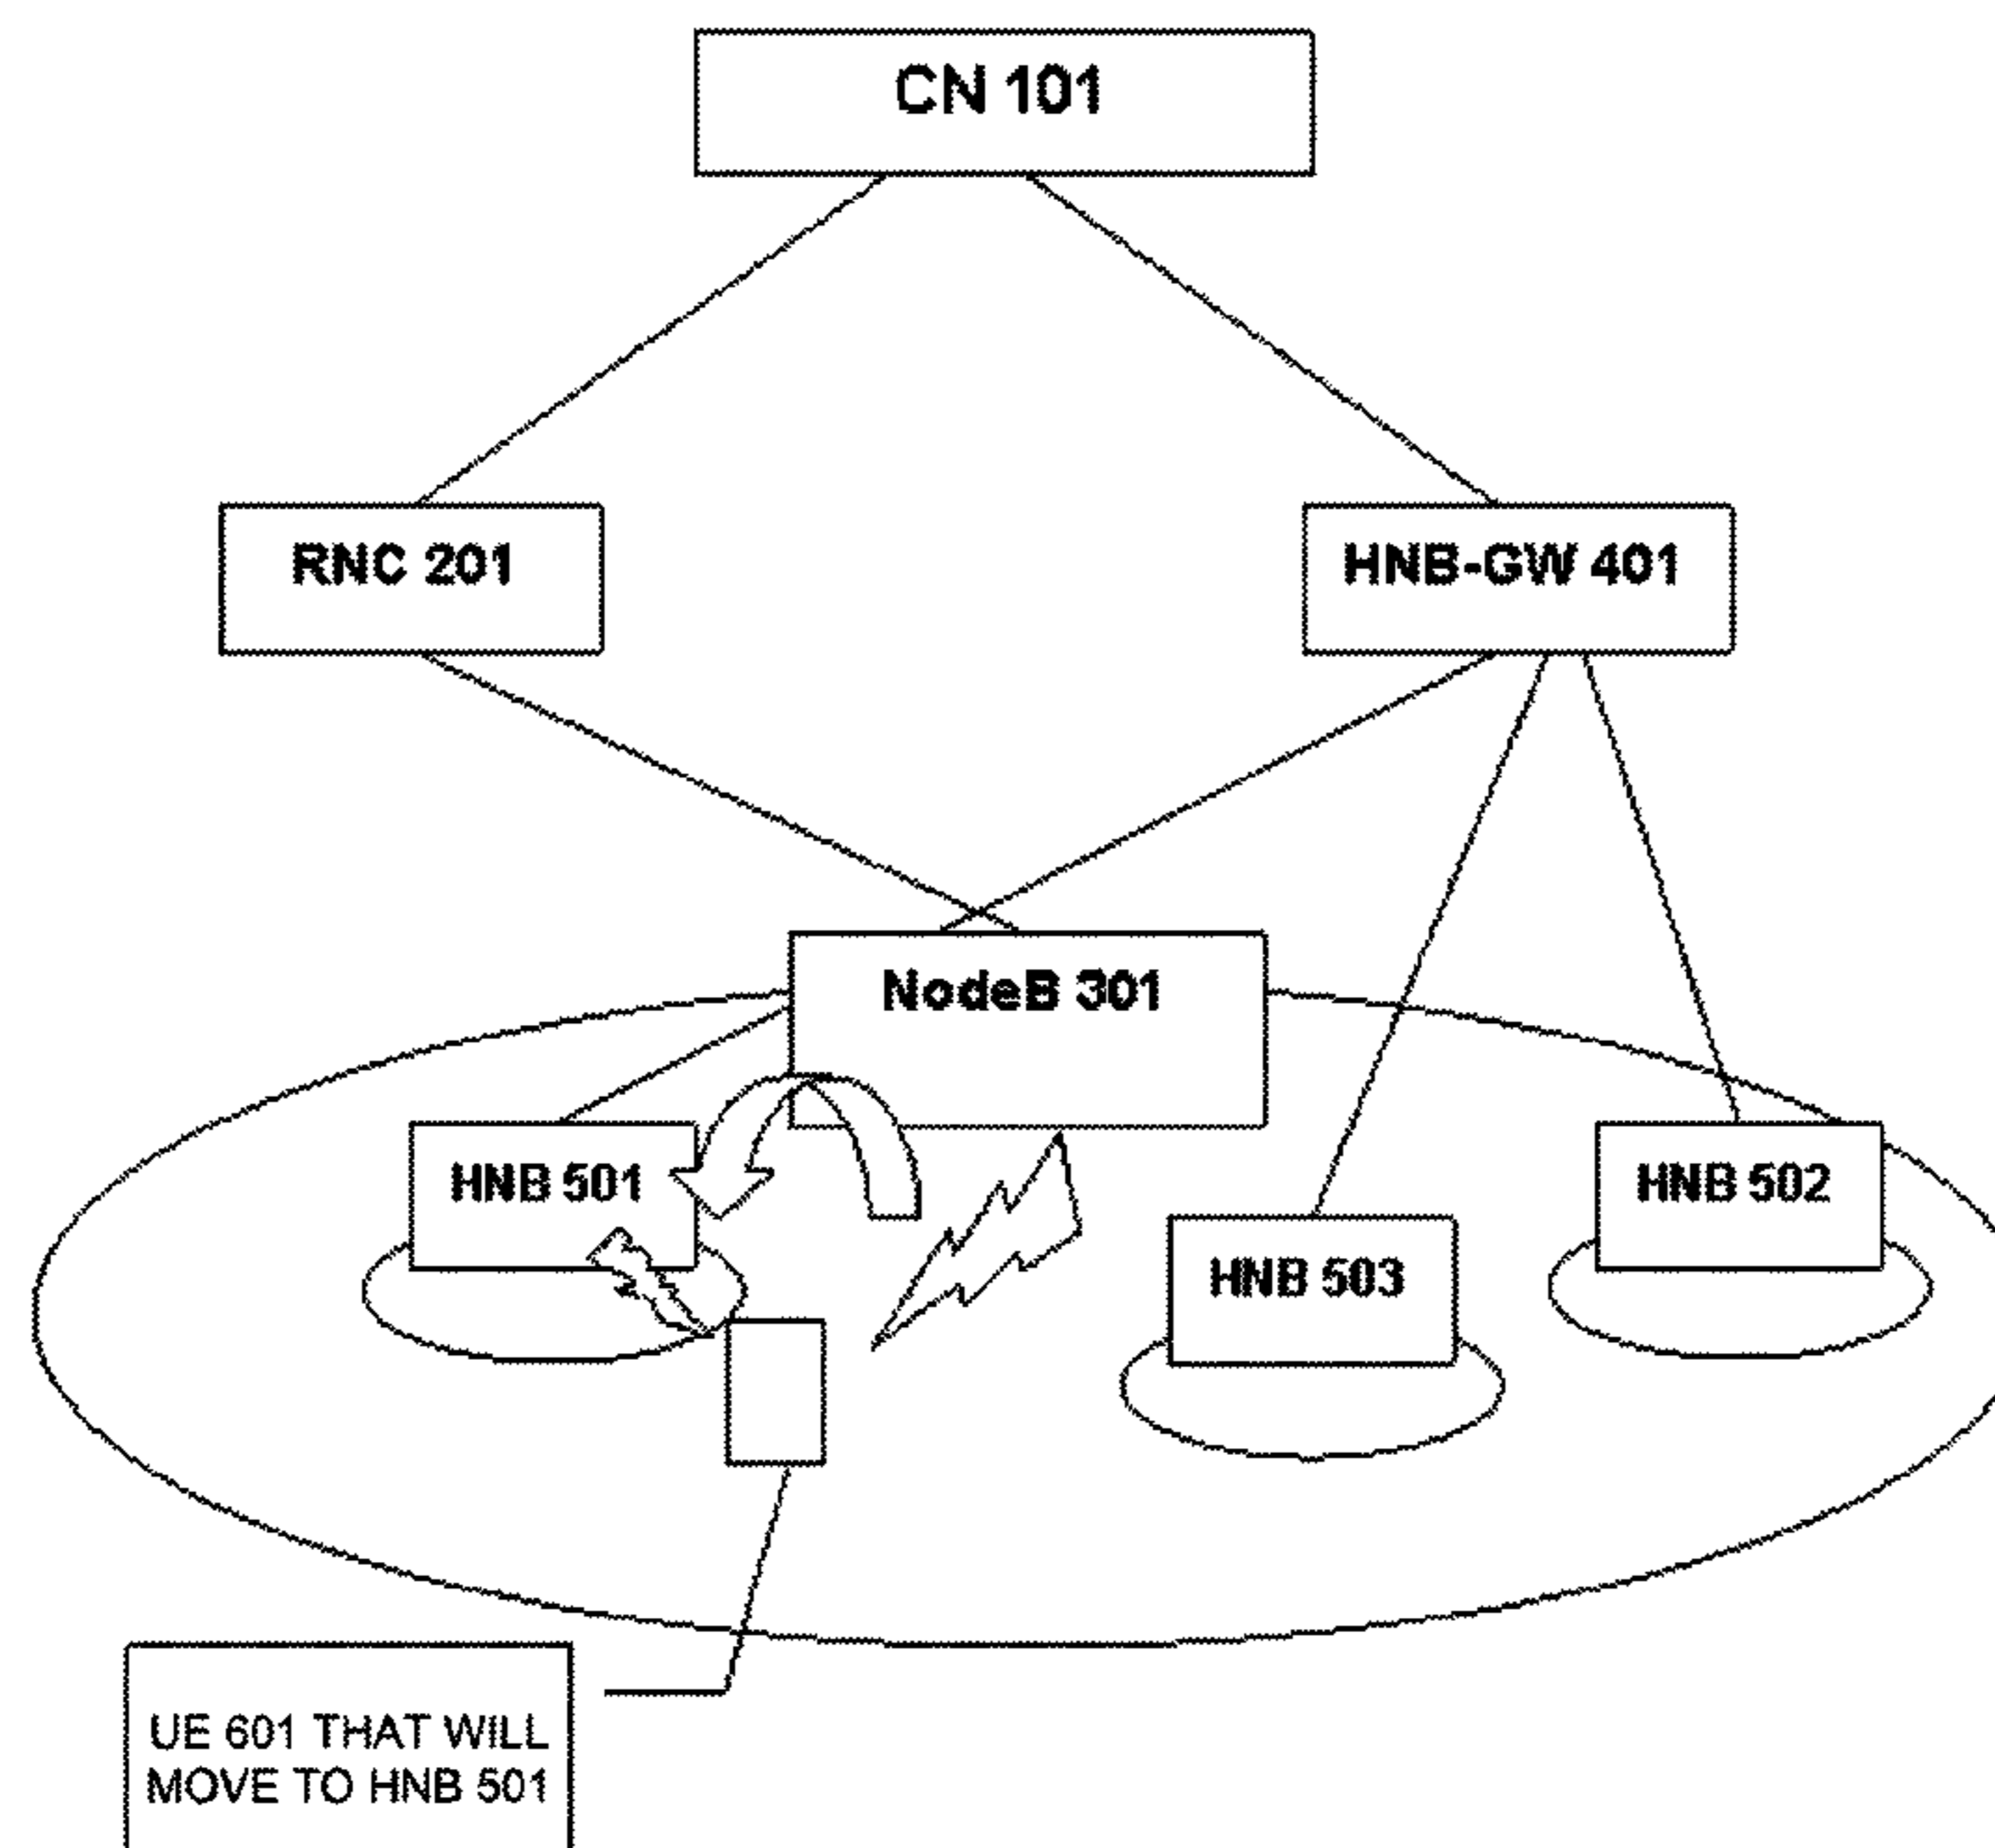 CN 101
RNC 201
HNB-GW 401
NodeB 301
HNB 501
HNB 502
HNB 503
UE 601 THAT WILL
MOVE TO HNB 501